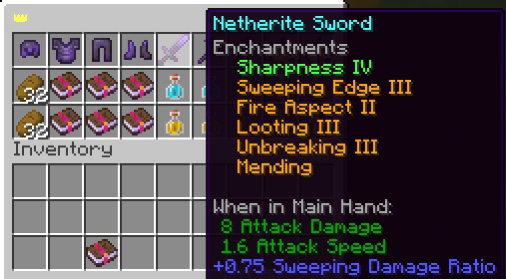 Netherite Sword
Enchantments
Sharpness IV
Sweeping Edge III
Fire Aspect II
Looting III
Unbreaking III
Mending
When in Main Hand:
8 Attack Damage
1.6 Attack Speed
+0.75 Sweeping Damage Ratio
32
32
Inventory